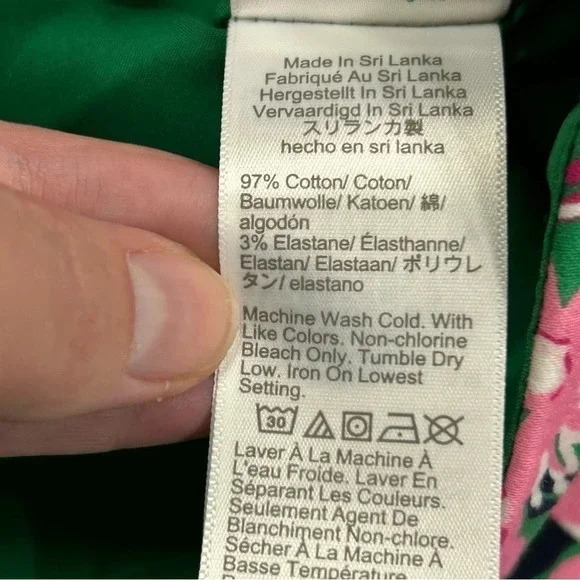 Made In Sri Lanka
Fabriqué Au Sri Lanka
Hergestellt In Sri Lanka
Vervaardigd In Sri Lanka
スリランカ製
hecho en sri lanka
97% Cotton/ Coton/
Baumwolle/ Katoen/ 綿/
algodón
3% Elastane/ Élasthanne/
Elastan/ Elastaan/ ポリウレ
タン/ elastano
Machine Wash Cold. With
Like Colors. Non-chlorine
Bleach Only. Tumble Dry
Low. Iron On Lowest
Setting.
30
Laver À La Machine À
L'eau Froide. Laver En
Séparant Les Couleurs.
Seulement Agent De
Blanchiment Non-chlore.
Sécher À La Machine À
Basse Température.